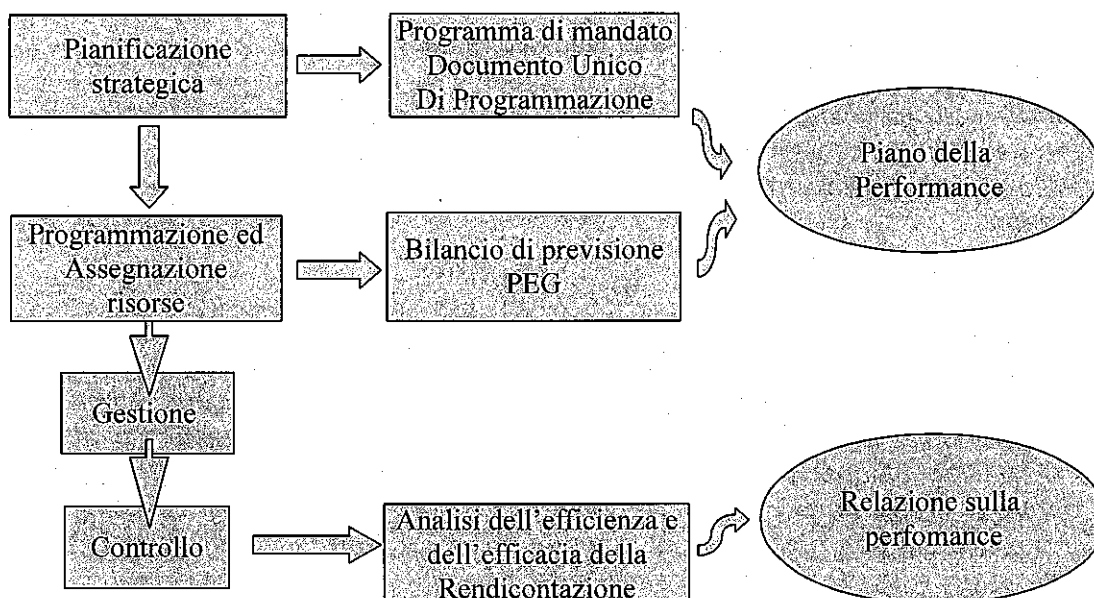 Pianificazione
strategica
Programma di mandato
Documento Unico
Di Programmazione
Piano della
Performance
Programmazione ed
Assegnazione
risorse
Bilancio di previsione
PEG
Gestione
Controllo
Analisi dell'efficienza e
dell'efficacia della
Rendicontazione
Relazione sulla
perfomance